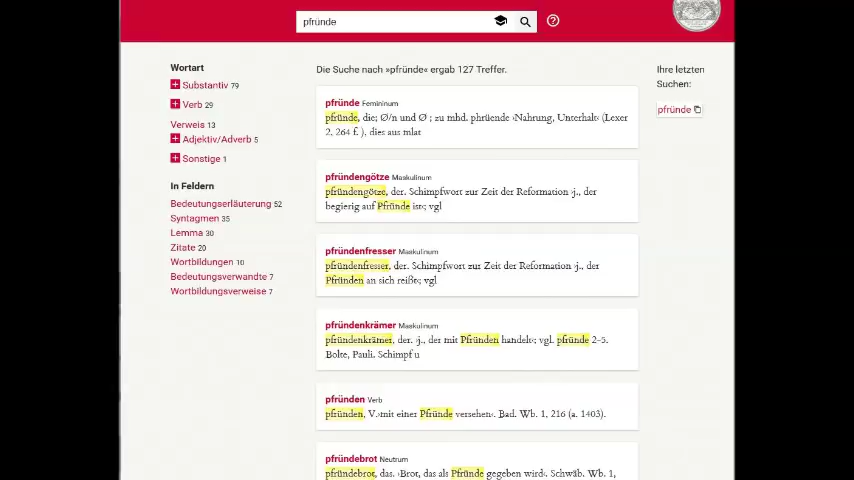 pfründe
Wortart
Substantiv 79
Verb 29
Verweis 13
Adjektiv/Adverb 5
Sonstige 1
In Feldern
Bedeutungserläuterung 52
Syntagmen 35
Lemma 30
Zitate 20
Wortbildungen 10
Bedeutungsverwandte 7
Wortbildungsverweise 7
Die Suche nach »pfründe« ergab 127 Treffer.
pfründe Femininum
pfründe, die; Ø/n und Ø ; zu mhd. phrüende ›Nahrung, Unterhalt‹ (Lexer
2, 264 f. ), dies aus mlat
pfründengötze Maskulinum
pfründengötze, der. Schimpfwort zur Zeit der Reformation ›j., der
begierig auf Pfründe ist‹; vgl
pfründenfresser Maskulinum
pfründenfresser, der. Schimpfwort zur Zeit der Reformation ›j., der
Pfründen an sich reißt‹; vgl
pfründenkrämer Maskulinum
pfründenkrämer, der. ›j., der mit Pfründen handelt‹; vgl. pfründe 2–5.
Bolte, Pauli. Schimpf u
pfründen Verb
pfründen, V. ›mit einer Pfründe versehen‹. Bad. Wb. 1, 216 (a. 1403).
pfründebrot Neutrum
pfründebrot, das. ›Brot, das als Pfründe gegeben wird‹. Schwäb. Wb. 1,
Ihre letzten
Suchen:
pfründe